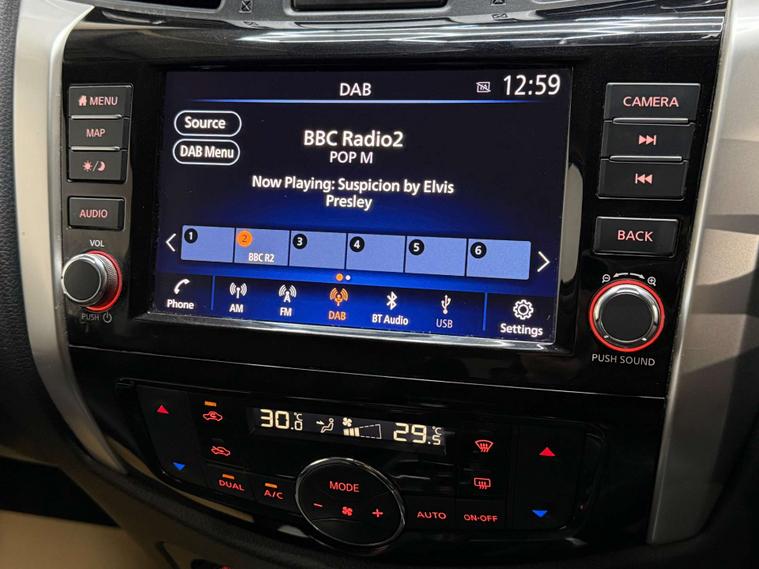 DAB
TA
12:59
Source
BBC Radio2
POP M
DAB Menu
Now Playing: Suspicion by Elvis
Presley
1 2 3 4 5 6
BBC R2
Phone AM FM DAB BT Audio USB Settings
MENU
MAP
AUDIO
VOL
PUSH
CAMERA
BACK
PUSH SOUND
30.0°C 29.5°C
DUAL A/C MODE AUTO ON·OFF